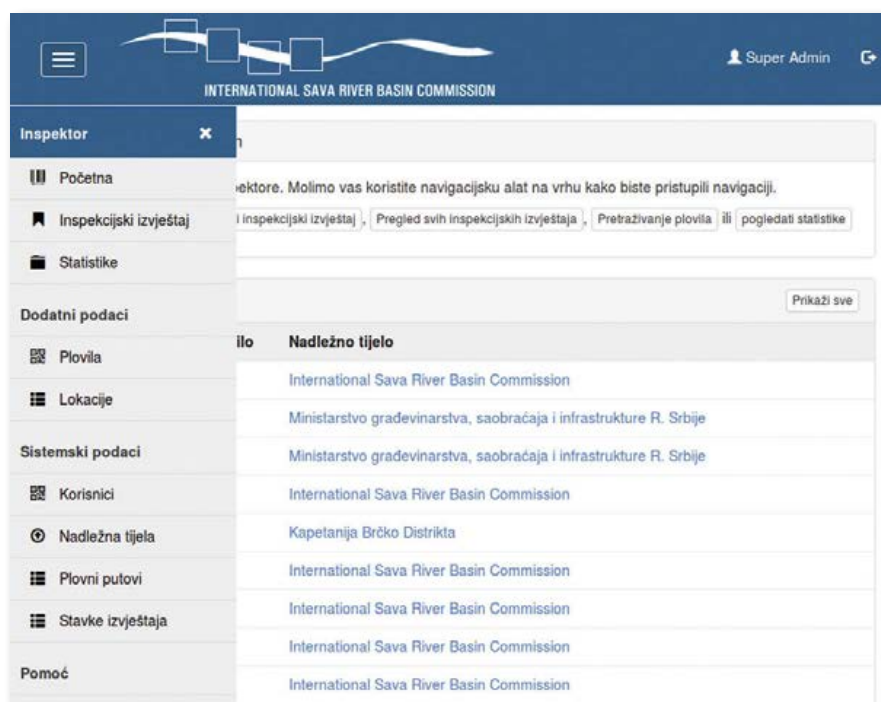 INTERNATIONAL SAVA RIVER BASIN COMMISSION
Super Admin
Inspektor
Početna
Inspekcijski izvještaj
Statistike
Dodatni podaci
Plovila
Lokacije
Sistemski podaci
Korisnici
Nadležna tijela
Plovni putovi
Stavke izvještaja
Pomoć
ektore. Molimo vas koristite navigacijsku alat na vrhu kako biste pristupili navigaciji.
i inspekcijski izvještaj , Pregled svih inspekcijskih izvještaja , Pretraživanje plovila ili pogledati statistike
Prikaži sve
ilo Nadležno tijelo
International Sava River Basin Commission
Ministarstvo građevinarstva, saobraćaja i infrastrukture R. Srbije
Ministarstvo građevinarstva, saobraćaja i infrastrukture R. Srbije
International Sava River Basin Commission
Kapetanija Brčko Distrikta
International Sava River Basin Commission
International Sava River Basin Commission
International Sava River Basin Commission
International Sava River Basin Commission